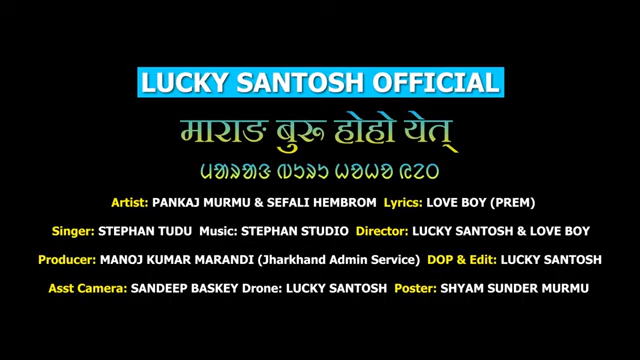 LUCKY SANTOSH OFFICIAL
माराङ बुरू होहो येत्
ᱢᱟᱨᱟᱝ ᱵᱩᱨᱩ ᱦᱚᱦᱚ ᱭᱮᱛ
Artist: PANKAJ MURMU & SEFALI HEMBROM Lyrics: LOVE BOY (PREM)
Singer: STEPHAN TUDU Music: STEPHAN STUDIO Director: LUCKY SANTOSH & LOVE BOY
Producer: MANOJ KUMAR MARANDI (Jharkhand Admin Service) DOP & Edit: LUCKY SANTOSH
Asst Camera: SANDEEP BASKEY Drone: LUCKY SANTOSH Poster: SHYAM SUNDER MURMU